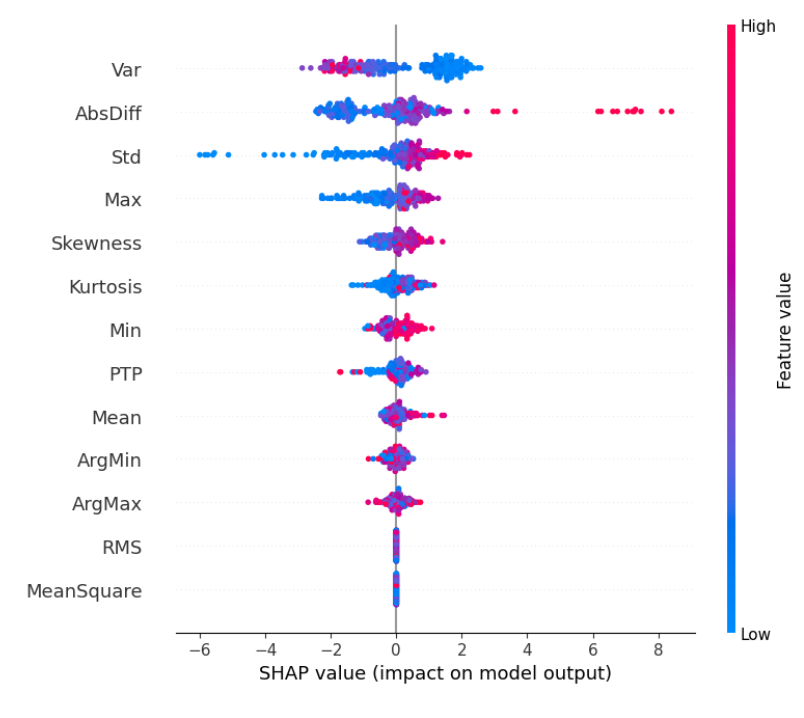 High
Var
AbsDiff
Std
Max
Skewness
Kurtosis
Min
PTP
Mean
ArgMin
ArgMax
RMS
MeanSquare
Feature value
Low
−6 −4 −2 0 2 4 6 8
SHAP value (impact on model output)